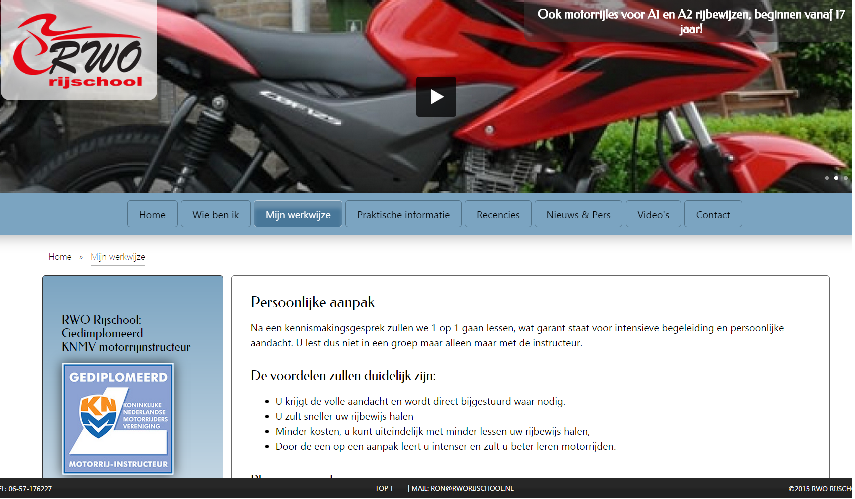 Ook motorrijles voor A1 en A2 rijbewijzen, beginnen vanaf 17
jaar!
RWO
rijschool
CBF125
Home
Wie ben ik
Mijn werkwijze
Praktische informatie
Recencies
Nieuws & Pers
Video's
Contact
Home › Mijn werkwijze
RWO Rijschool:
Gediplomeerd
KNMV motorrijinstructeur
GEDIPLOMEERD
KNMV
KONINKLIJKE
NEDERLANDSE
MOTORRIJDERS
VERENIGING
MOTORRIJ-INSTRUCTEUR
Persoonlijke aanpak
Na een kennismakingsgesprek zullen we 1 op 1 gaan lessen, wat garant staat voor intensieve begeleiding en persoonlijke
aandacht. U lest dus niet in een groep maar alleen maar met de instructeur.
De voordelen zullen duidelijk zijn:
• U krijgt de volle aandacht en wordt direct bijgestuurd waar nodig.
• U zult sneller uw rijbewijs halen
• Minder kosten, u kunt uiteindelijk met minder lessen uw rijbewijs halen,
• Door de een op een aanpak leert u intenser en zult u beter leren motorrijden.
EL: 06-57-176227
TOP ↑ | MAIL: RON@RWORIJSCHOOL.NL
©2015 RWO RIJSCHO